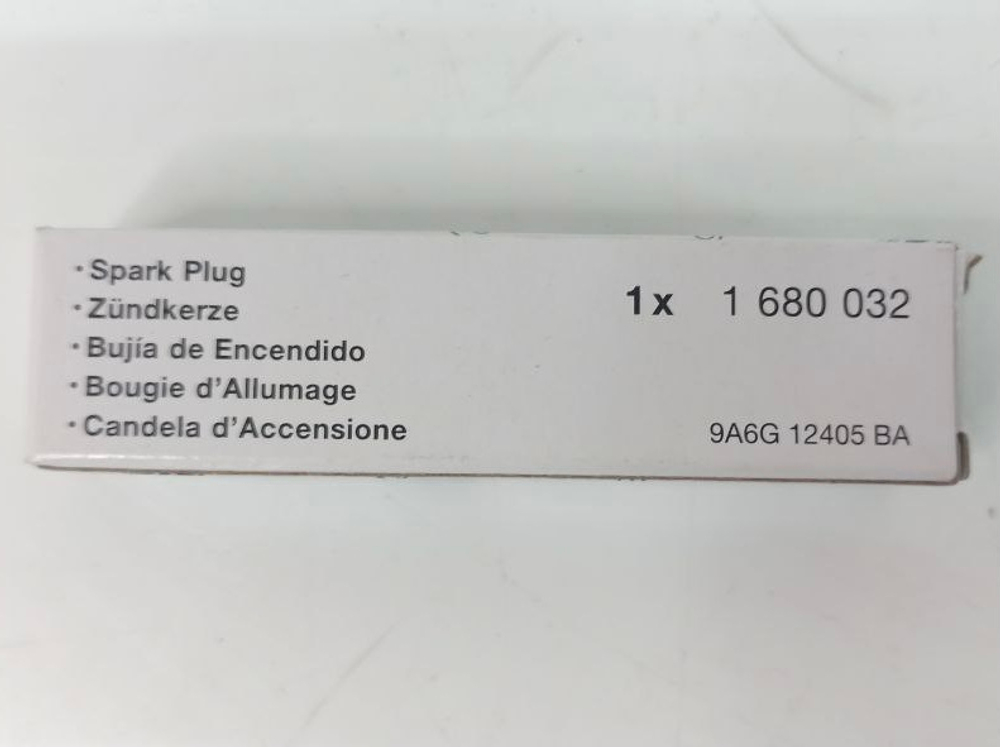 · Spark Plug
· Zündkerze
· Bujía de Encendido
· Bougie d'Allumage
· Candela d'Accensione
1x 1 680 032
9A6G 12405 BA